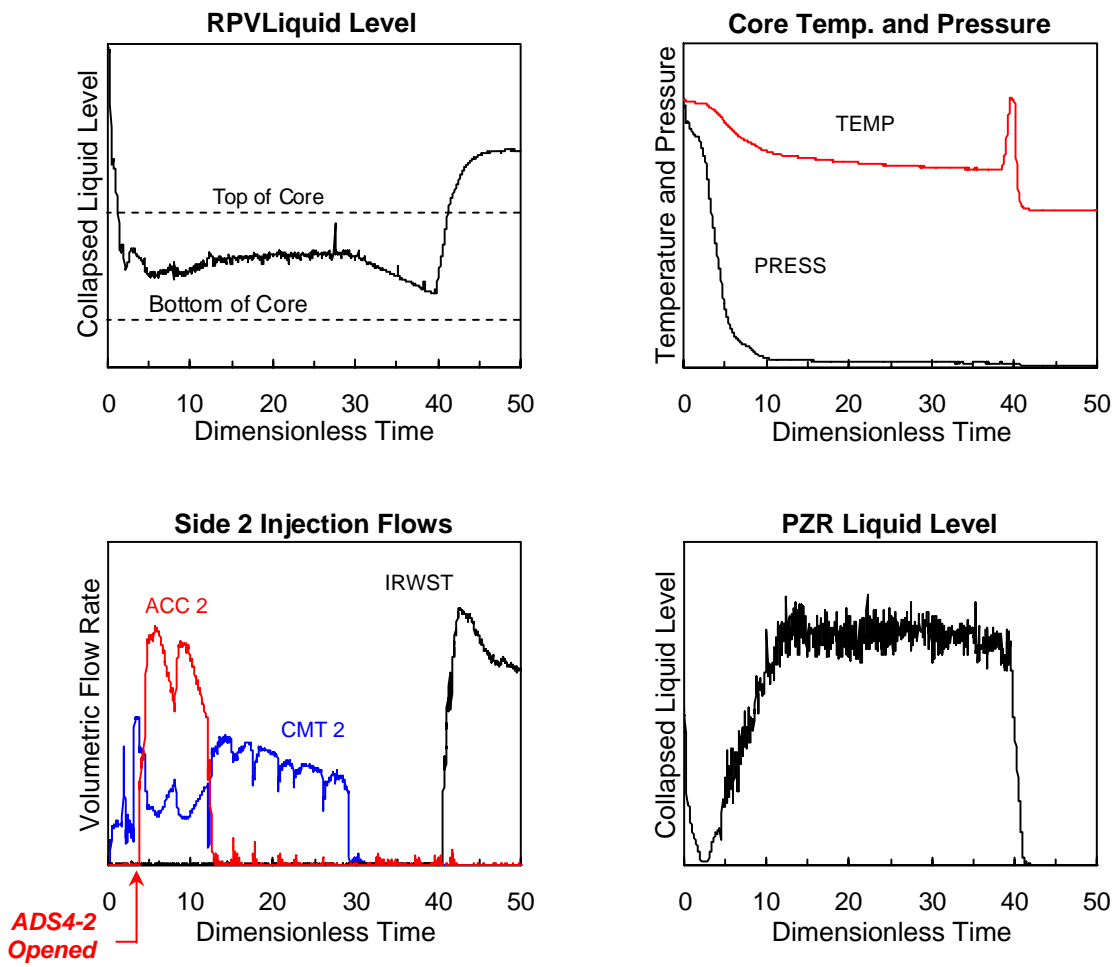 RPVLiquid Level
Collapsed Liquid Level
Top of Core
Bottom of Core
0 10 20 30 40 50
Dimensionless Time
Core Temp. and Pressure
Temperature and Pressure
TEMP
PRESS
0 10 20 30 40 50
Dimensionless Time
Side 2 Injection Flows
Volumetric Flow Rate
ACC 2
IRWST
CMT 2
0 10 20 30 40 50
Dimensionless Time
ADS4-2
Opened
PZR Liquid Level
Collapsed Liquid Level
0 10 20 30 40 50
Dimensionless Time